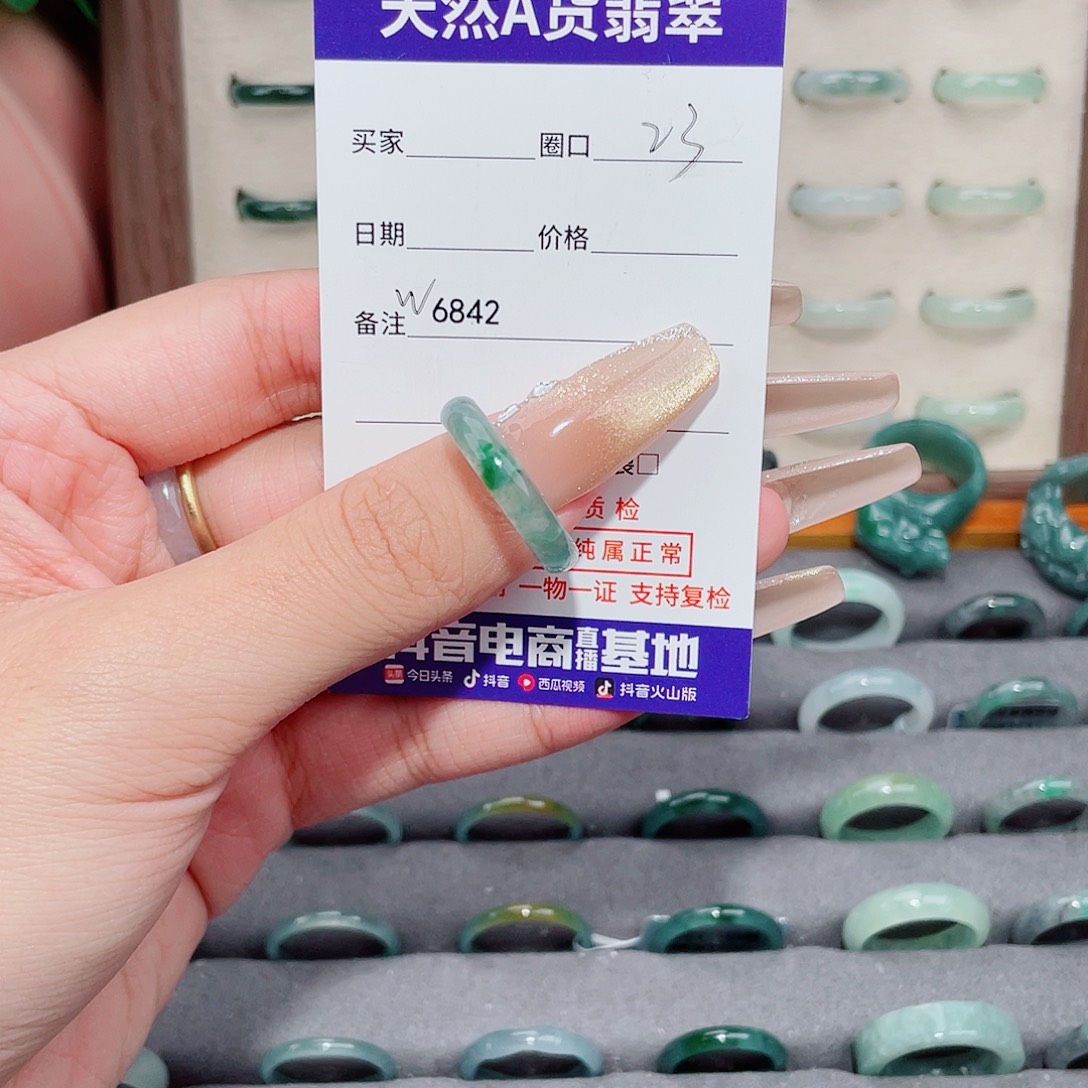 天然A货翡翠
买家 圈口 23
日期 价格
备注 W6842
质检
纯属正常
一物一证 支持复检
抖音电商直播基地
头条 今日头条 抖音 西瓜视频 抖音火山版